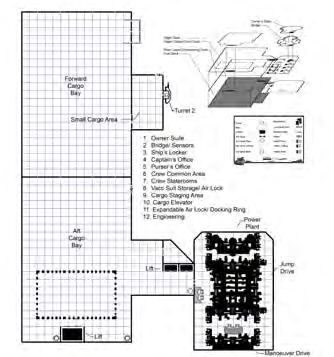 Forward
Cargo
Bay
Small Cargo Area
Turret 2
1 Owner Suite
2 Bridge/ Sensors
3 Ship's Locker
4 Captain's Office
5 Purser's Office
6 Crew Common Area
7 Crew Staterooms
8 Vacc Suit Storage/ Air Lock
9 Cargo Staging Area
10 Cargo Elevator
11 Expandable Air Lock/ Docking Ring
12 Engineering
Aft
Cargo
Bay
Lift
Lift
Power
Plant
Jump
Drive
Manoeuver Drive